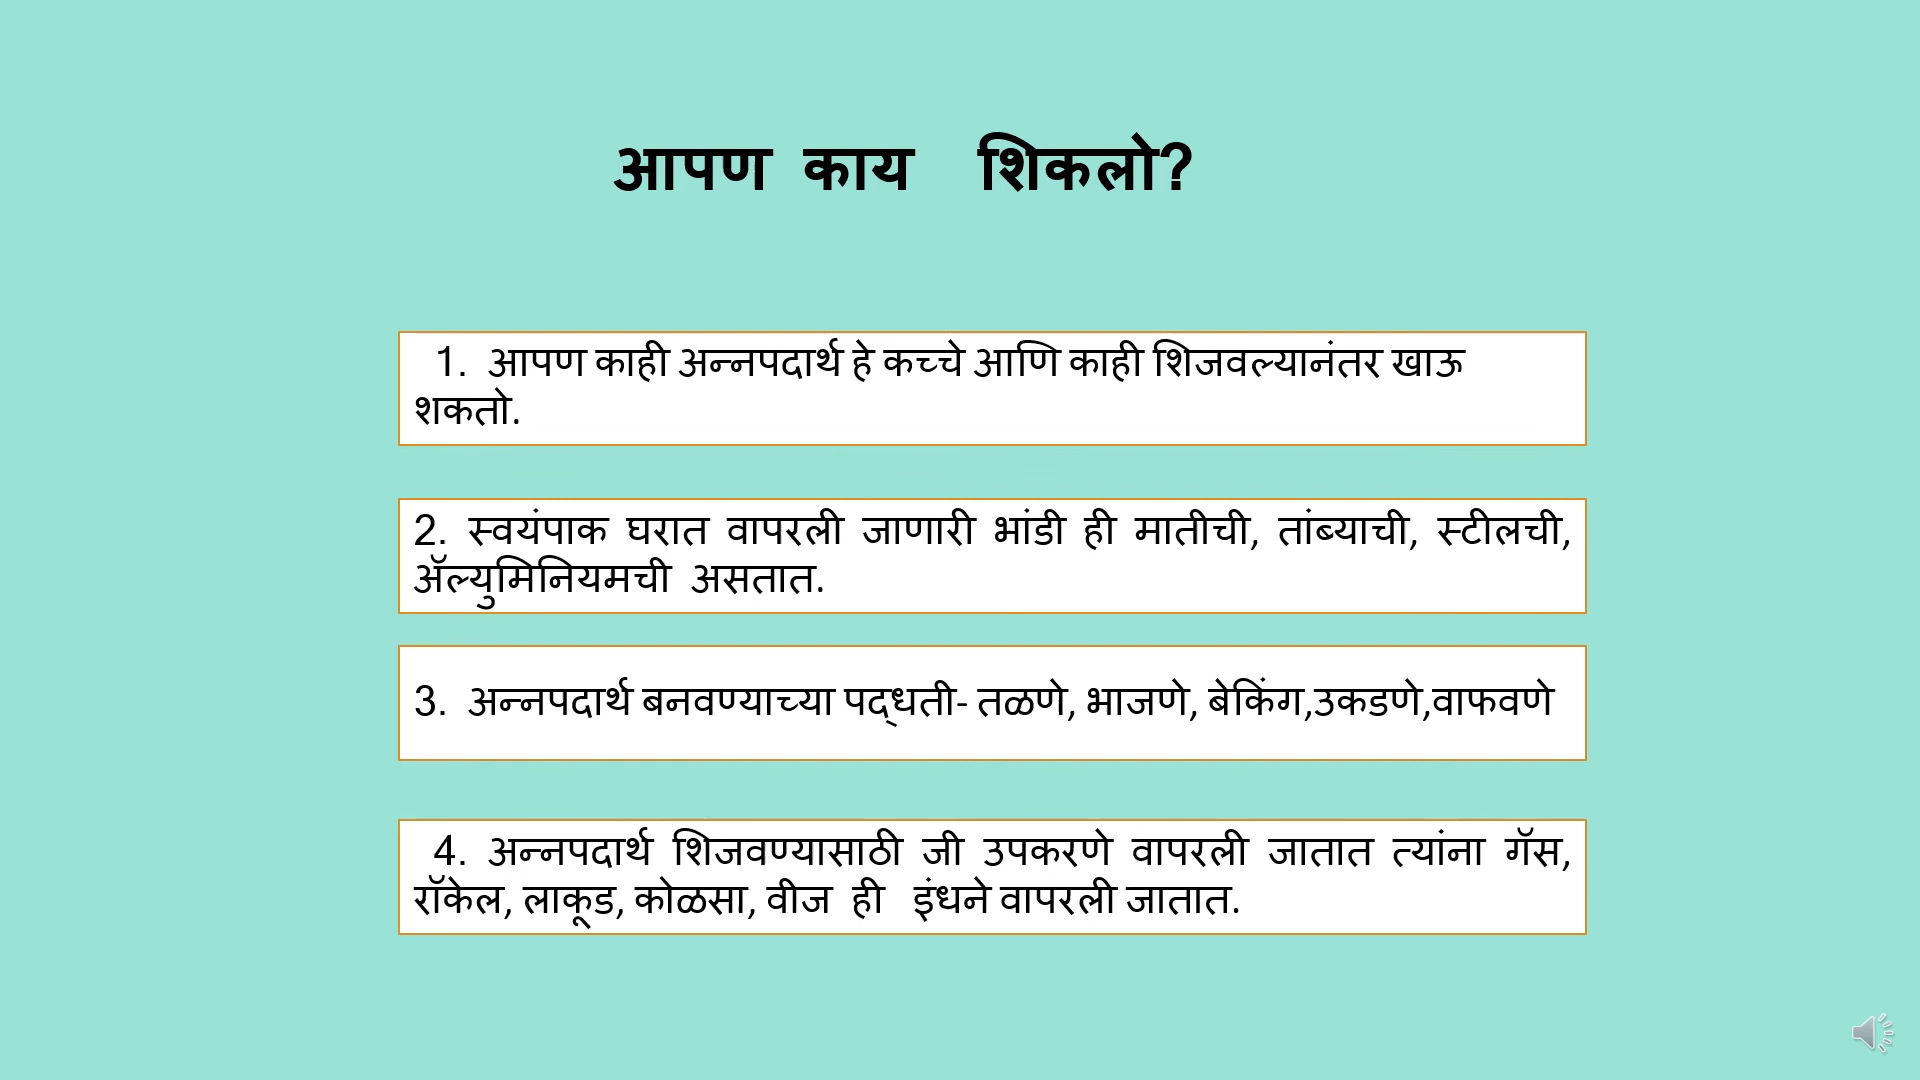 आपण काय शिकलो?
1. आपण काही अन्नपदार्थ हे कच्चे आणि काही शिजवल्यानंतर खाऊ
शकतो.
2. स्वयंपाक घरात वापरली जाणारी भांडी ही मातीची, तांब्याची, स्टीलची,
ॲल्युमिनियमची असतात.
3. अन्नपदार्थ बनवण्याच्या पद्धती- तळणे, भाजणे, बेकिंग,उकडणे,वाफवणे
4. अन्नपदार्थ शिजवण्यासाठी जी उपकरणे वापरली जातात त्यांना गॅस,
रॉकेल, लाकूड, कोळसा, वीज ही इंधने वापरली जातात.